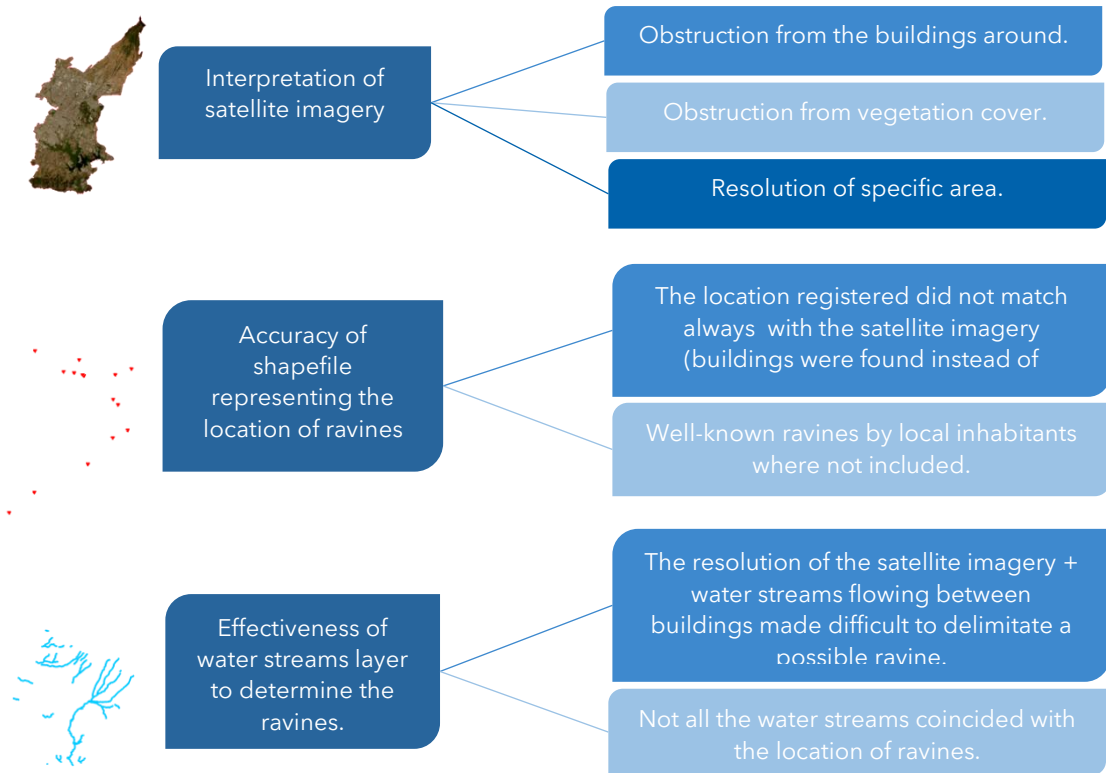 Interpretation of
satellite imagery
Obstruction from the buildings around.
Obstruction from vegetation cover.
Resolution of specific area.
Accuracy of
shapefile
representing the
location of ravines
The location registered did not match
always with the satellite imagery
(buildings were found instead of
Well-known ravines by local inhabitants
where not included.
Effectiveness of
water streams layer
to determine the
ravines.
The resolution of the satellite imagery +
water streams flowing between
buildings made difficult to delimitate a
possible ravine.
Not all the water streams coincided with
the location of ravines.